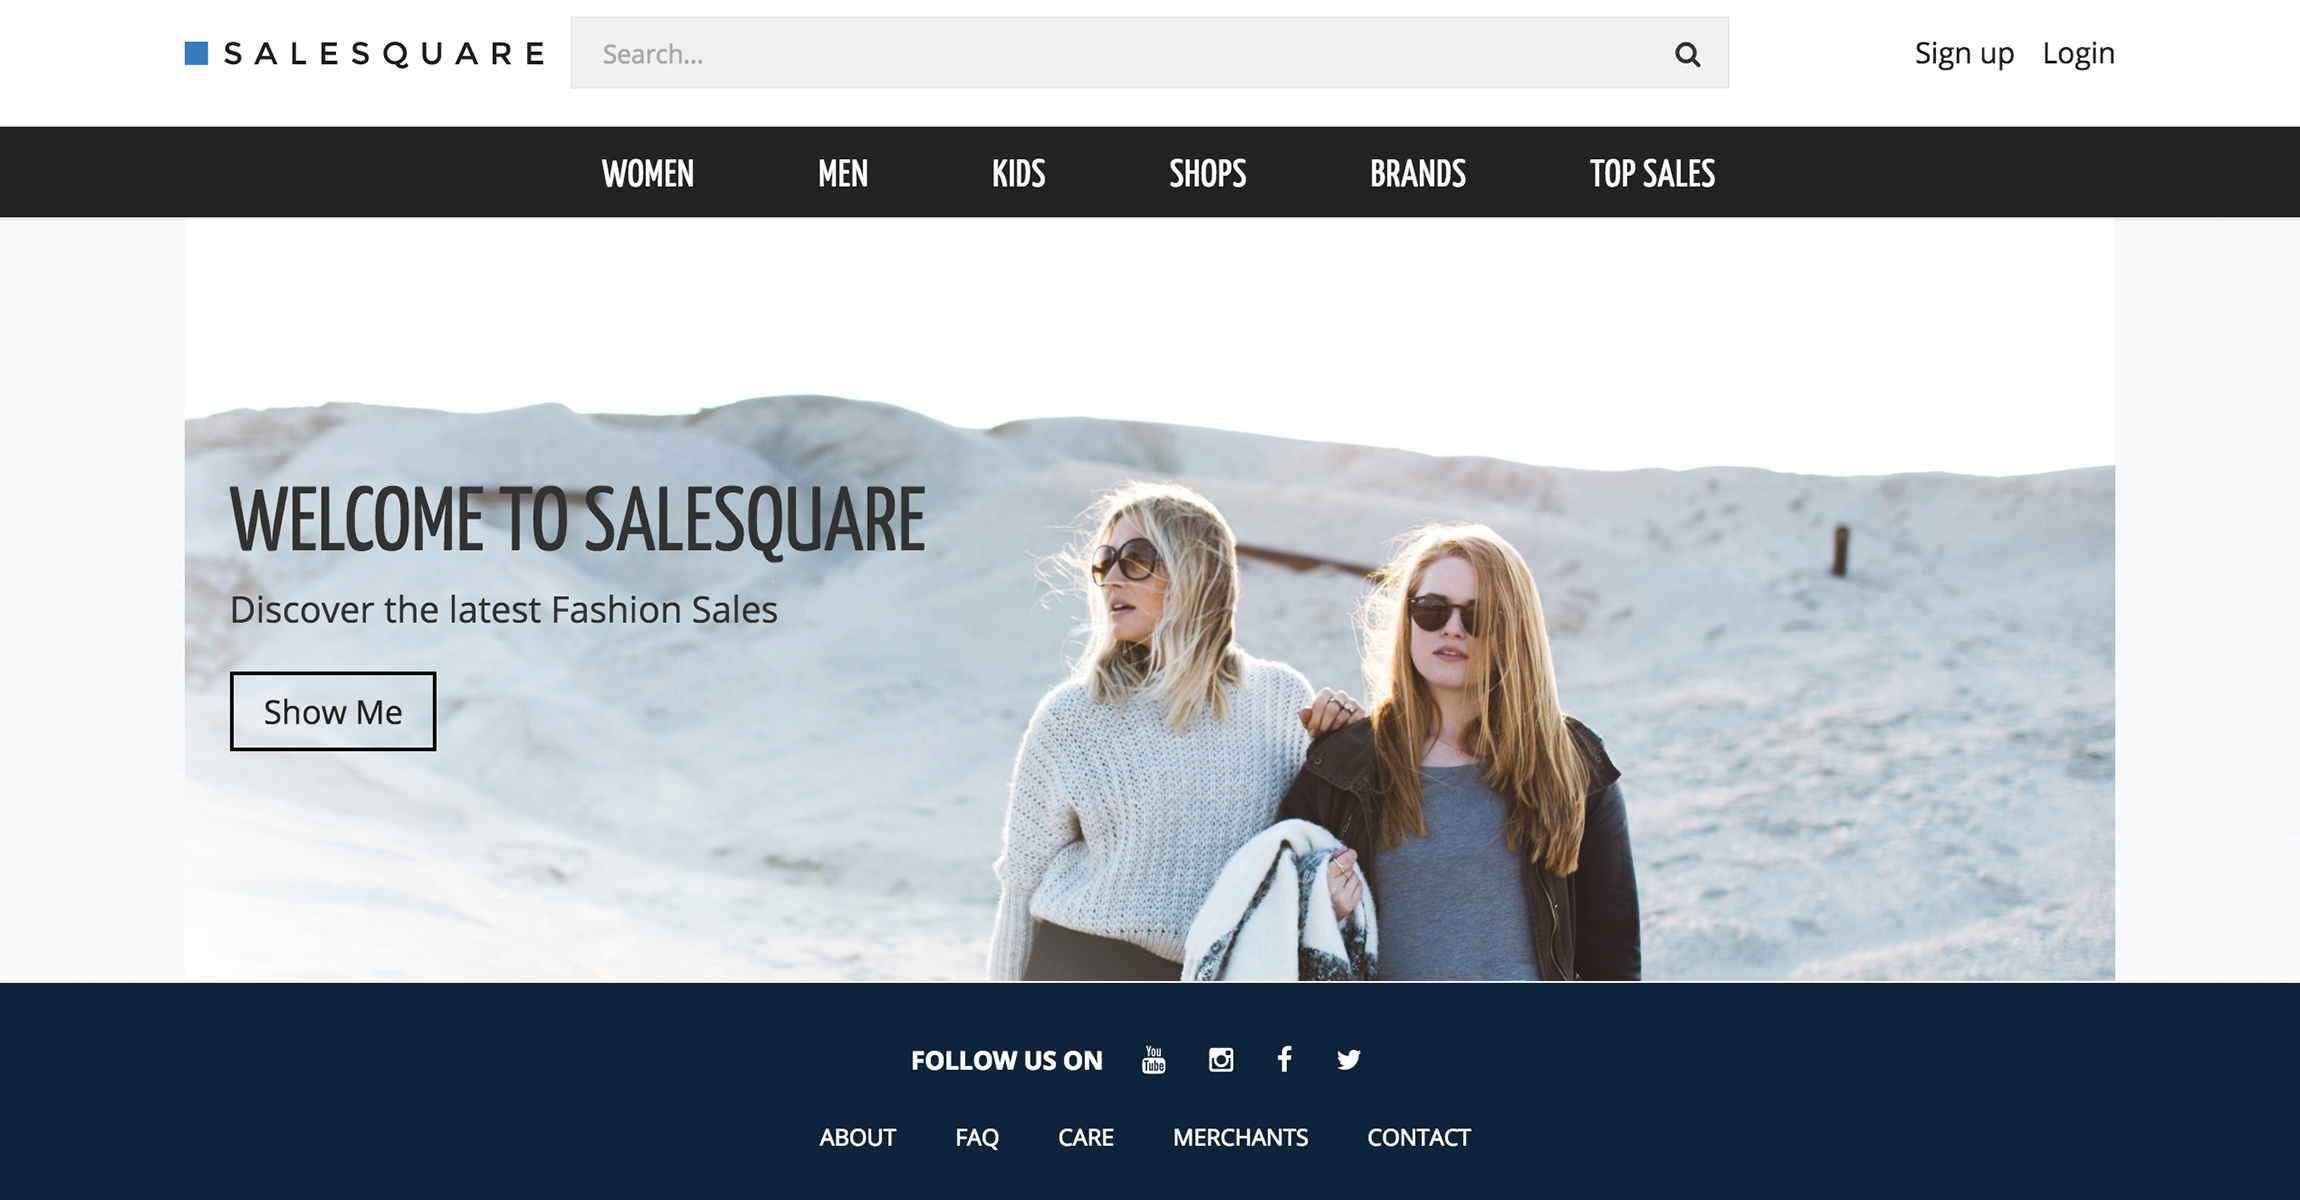 SALESQUARE
Search...
Sign up
Login
WOMEN
MEN
KIDS
SHOPS
BRANDS
TOP SALES
WELCOME TO SALESQUARE
Discover the latest Fashion Sales
Show Me
FOLLOW US ON
You
Tube
ABOUT
FAQ
CARE
MERCHANTS
CONTACT